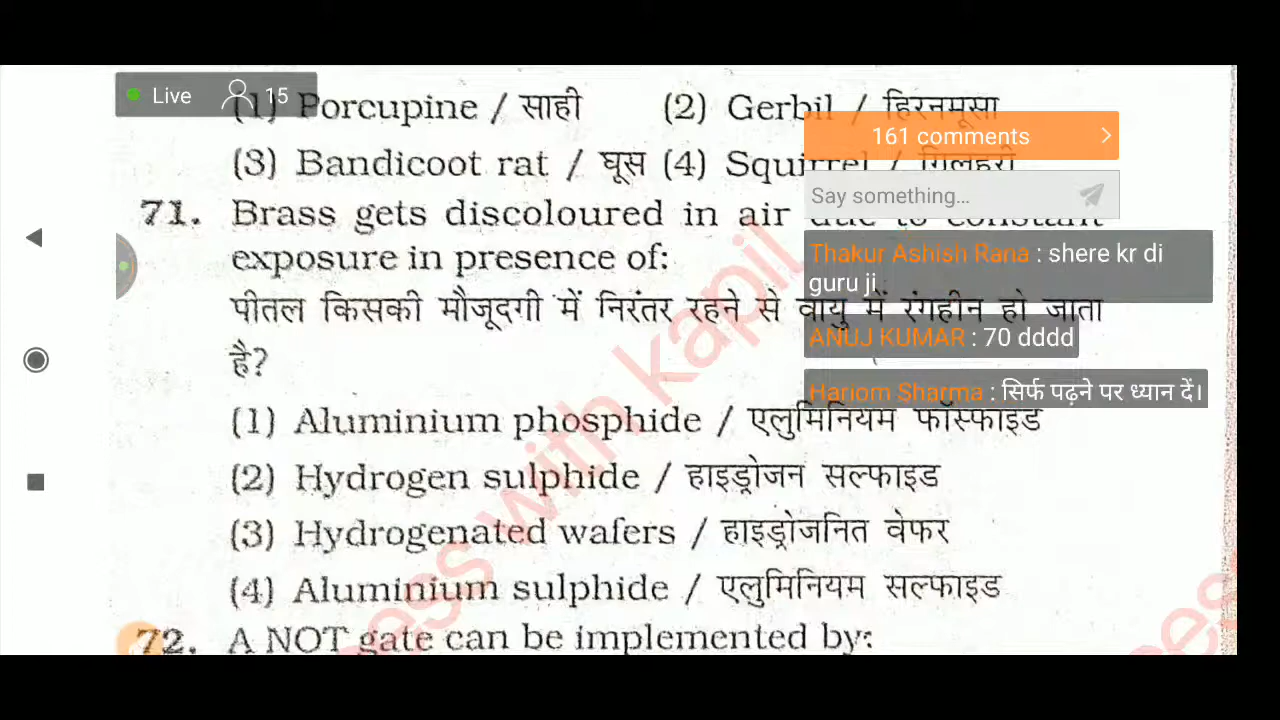 Live 15
(1) Porcupine / साही (2) Gerbil / हिरनमूसा
161 comments
(3) Bandicoot rat / घूस (4) Squirrel / गिलहरी
Say something...
71. Brass gets discoloured in air due to constant
exposure in presence of:
Thakur Ashish Rana : shere kr di
guru ji
पीतल किसकी मौजूदगी में निरंतर रहने से वायु में रंगहीन हो जाता
है?
ANUJ KUMAR : 70 dddd
Hariom Sharma : सिर्फ पढ़ने पर ध्यान दें।
(1) Aluminium phosphide / एलुमिनियम फॉस्फाइड
(2) Hydrogen sulphide / हाइड्रोजन सल्फाइड
(3) Hydrogenated wafers / हाइड्रोजनित वेफर
(4) Aluminium sulphide / एलुमिनियम सल्फाइड
72. A NOT gate can be implemented by:
ess with kapil